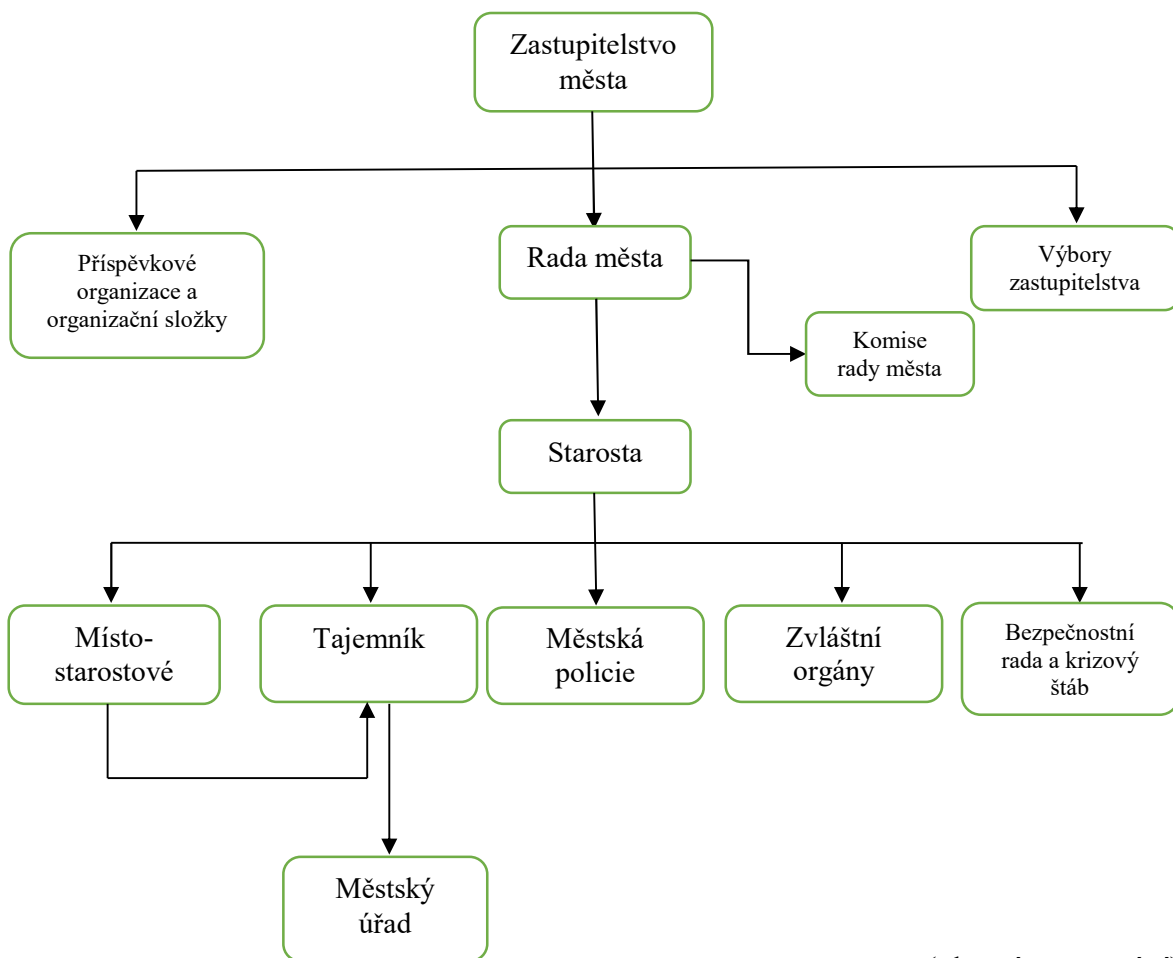 Zastupitelstvo
města
Příspěvkové
organizace a
organizační složky
Rada města
Výbory
zastupitelstva
Komise
rady města
Starosta
Místo-
starostové
Tajemník
Městská
policie
Zvláštní
orgány
Bezpečnostní
rada a krizový
štáb
Městský
úřad